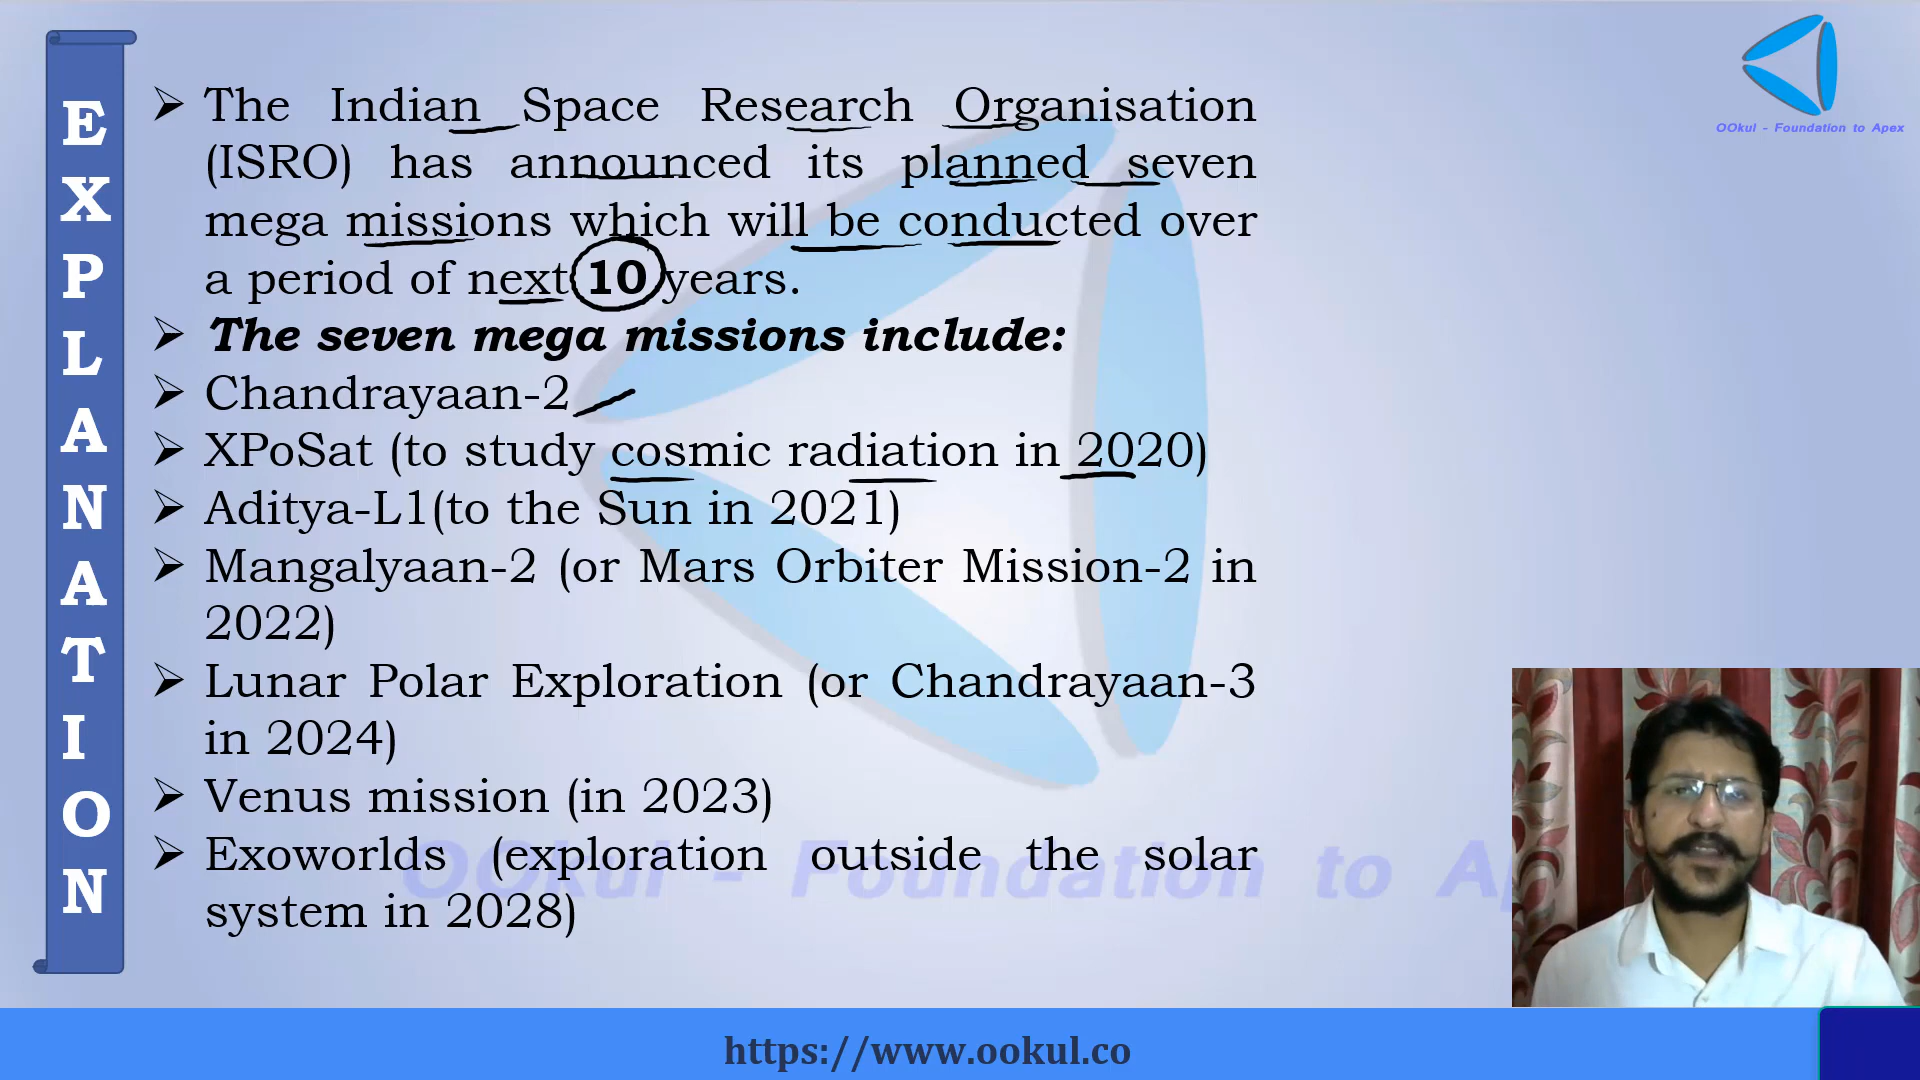 EXPLANATION
The Indian Space Research Organisation
(ISRO) has announced its planned seven
mega missions which will be conducted over
a period of next 10 years.
The seven mega missions include:
Chandrayaan-2
XPoSat (to study cosmic radiation in 2020)
Aditya-L1(to the Sun in 2021)
Mangalyaan-2 (or Mars Orbiter Mission-2 in
2022)
Lunar Polar Exploration (or Chandrayaan-3
in 2024)
Venus mission (in 2023)
Exoworlds (exploration outside the solar
system in 2028)
OOkul - Foundation to Apex
OOkul - Foundation to Ap
https://www.ookul.co